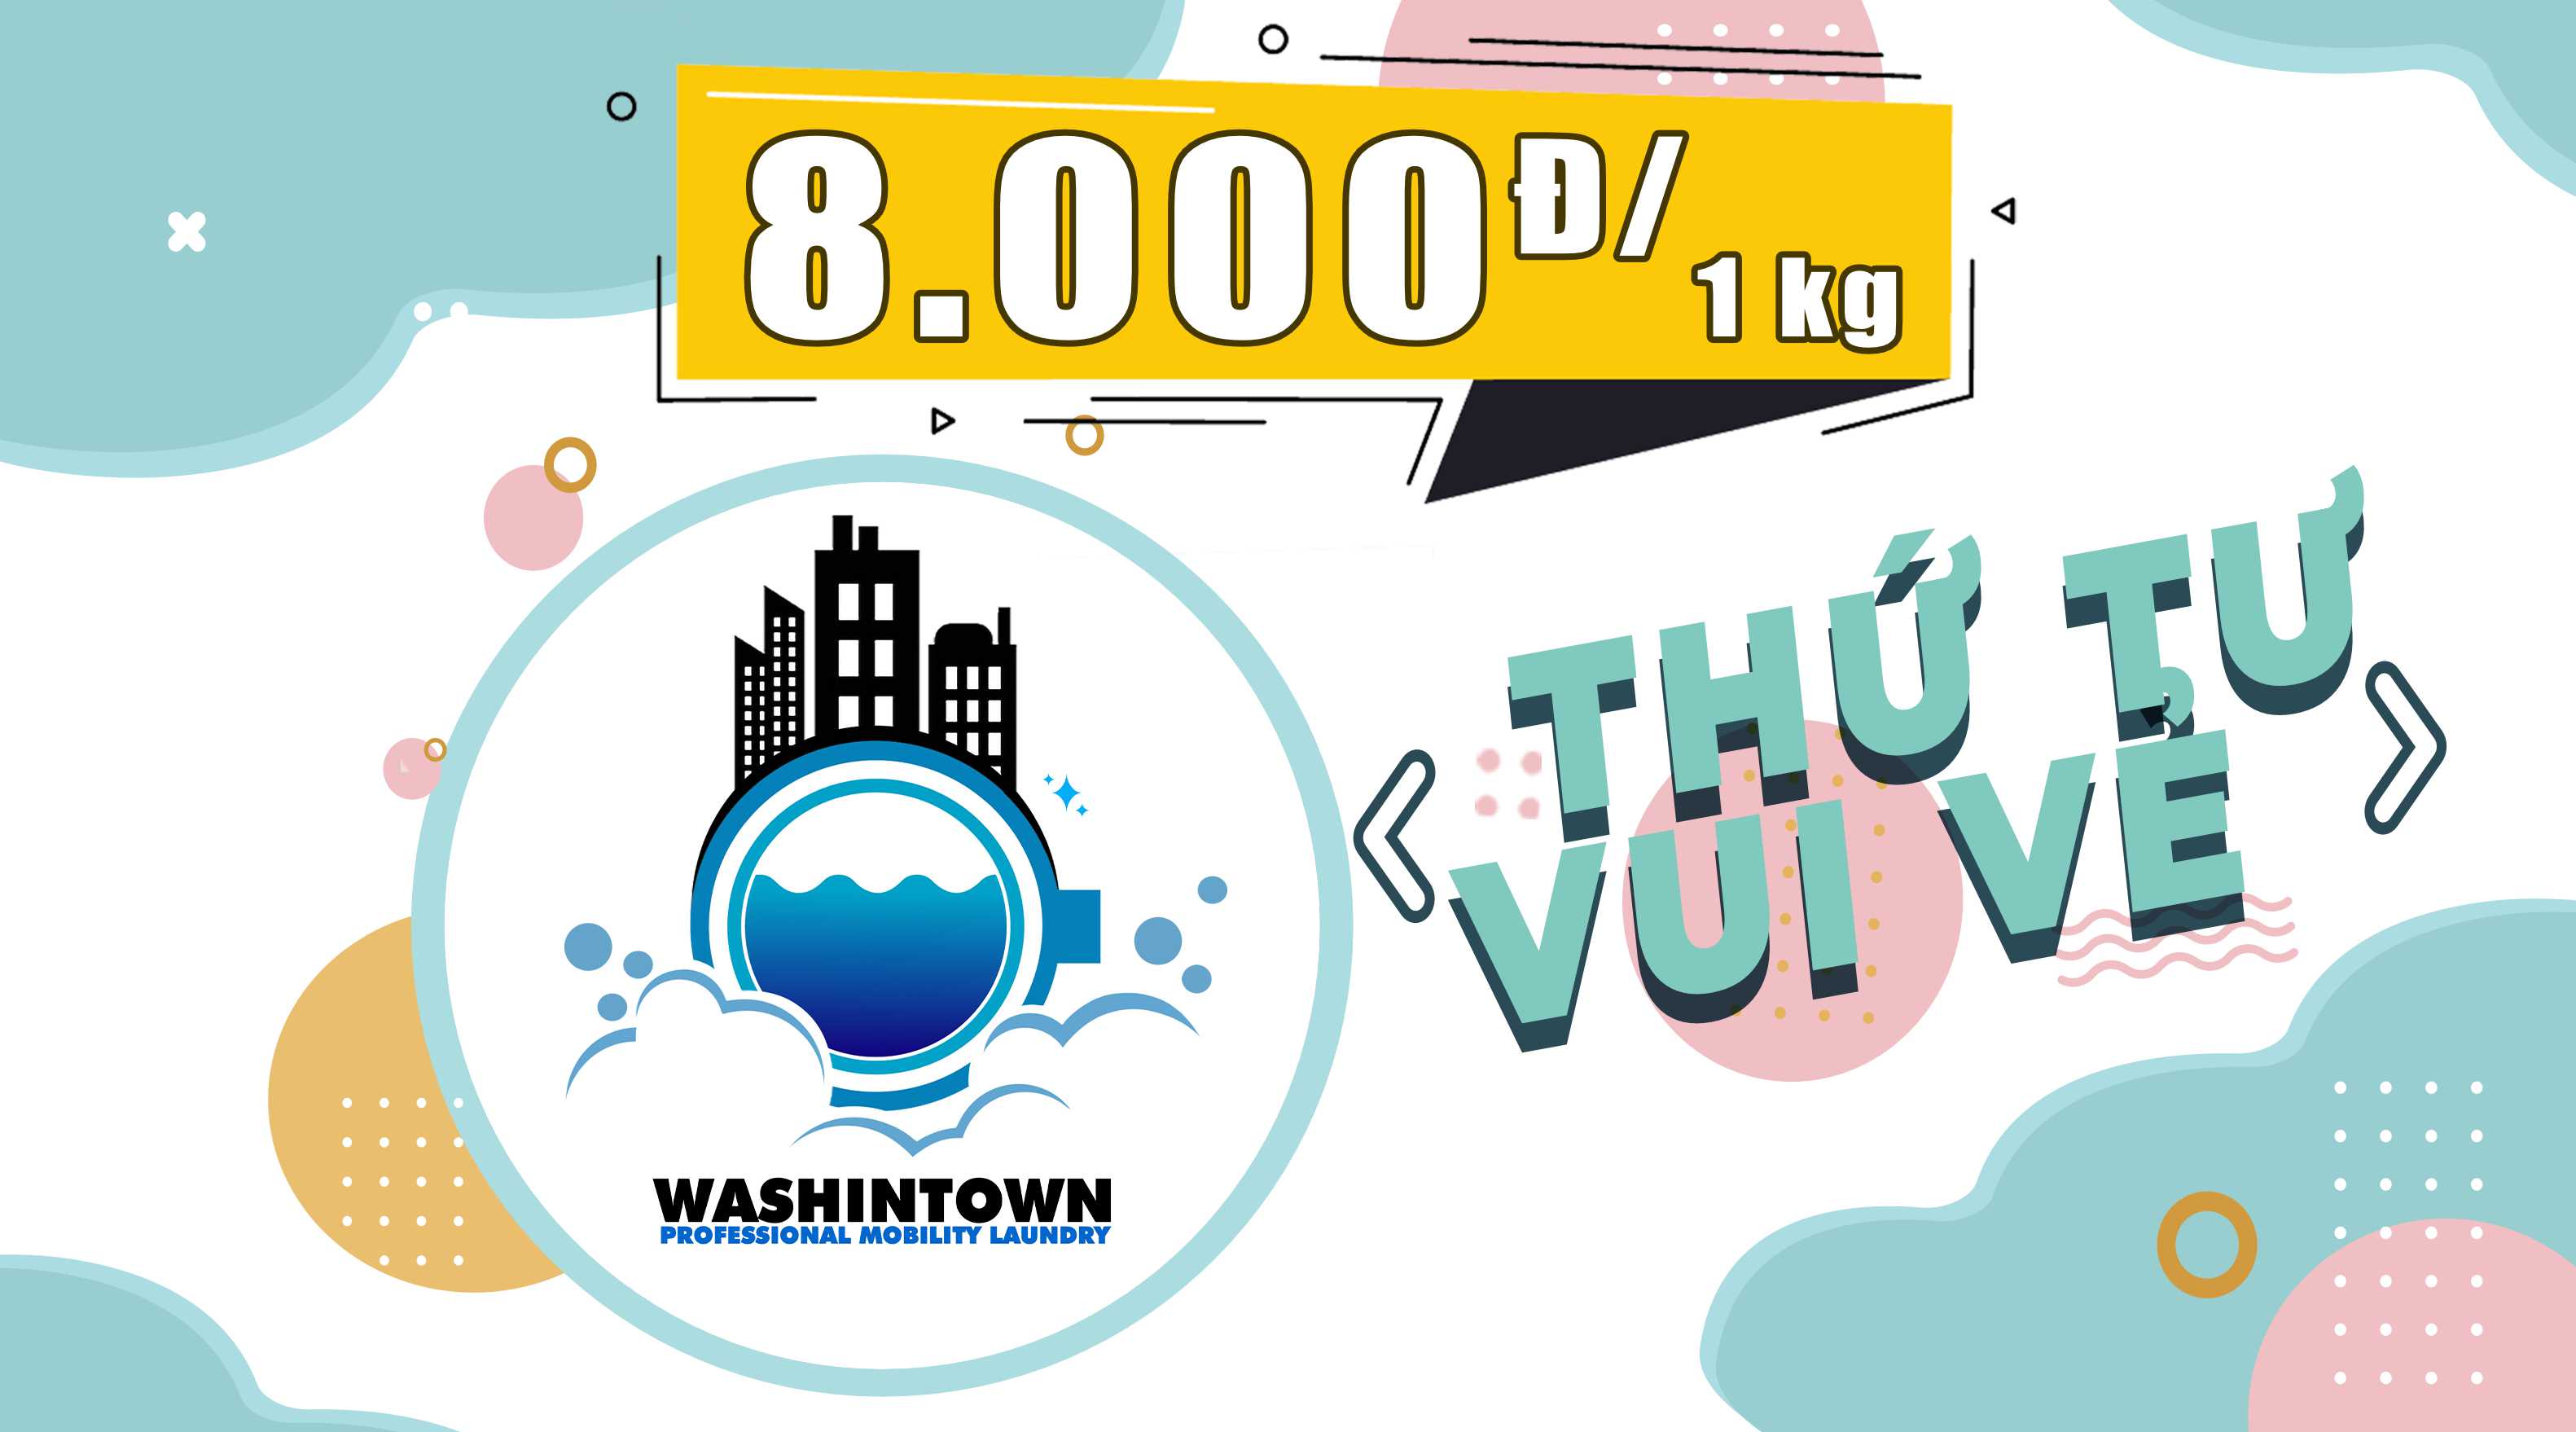 8.000Đ/1 kg
THỨ TƯ
VUI VẺ
WASHINTOWN
PROFESSIONAL MOBILITY LAUNDRY